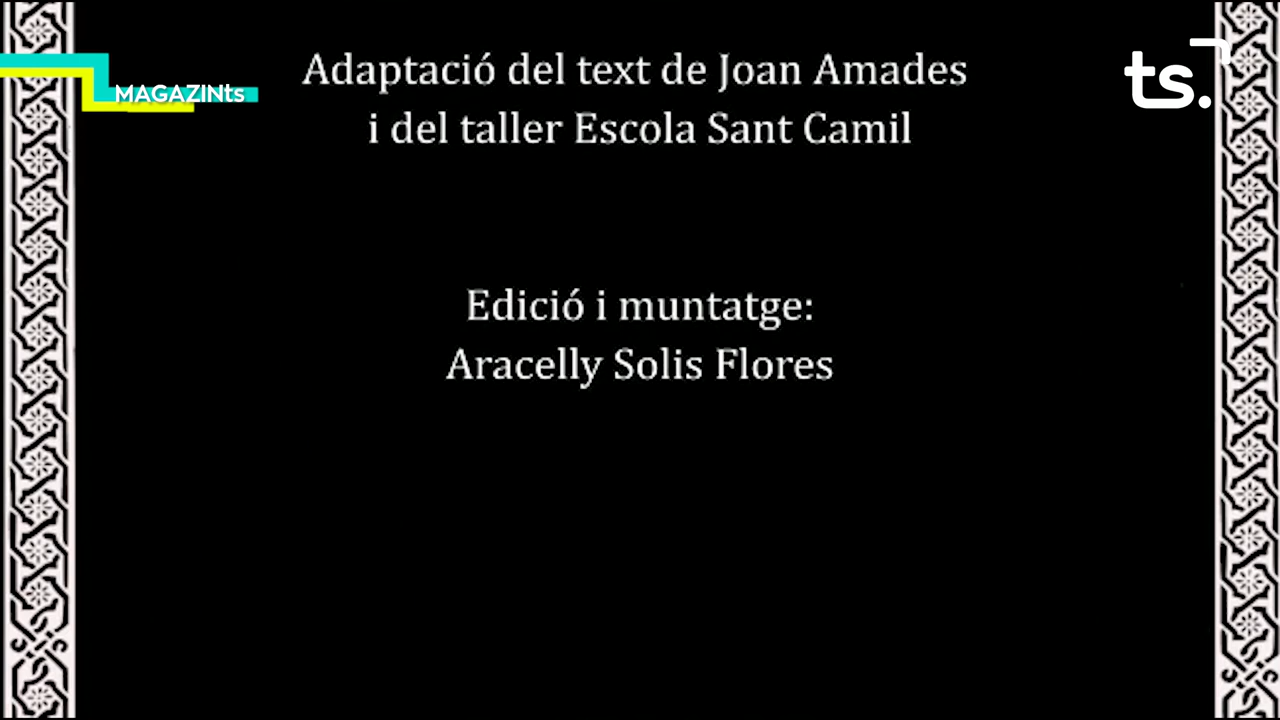 Adaptació del text de Joan Amades
MAGAZINts
ts.
i del taller Escola Sant Camil
Edició i muntatge:
Aracelly Solis Flores